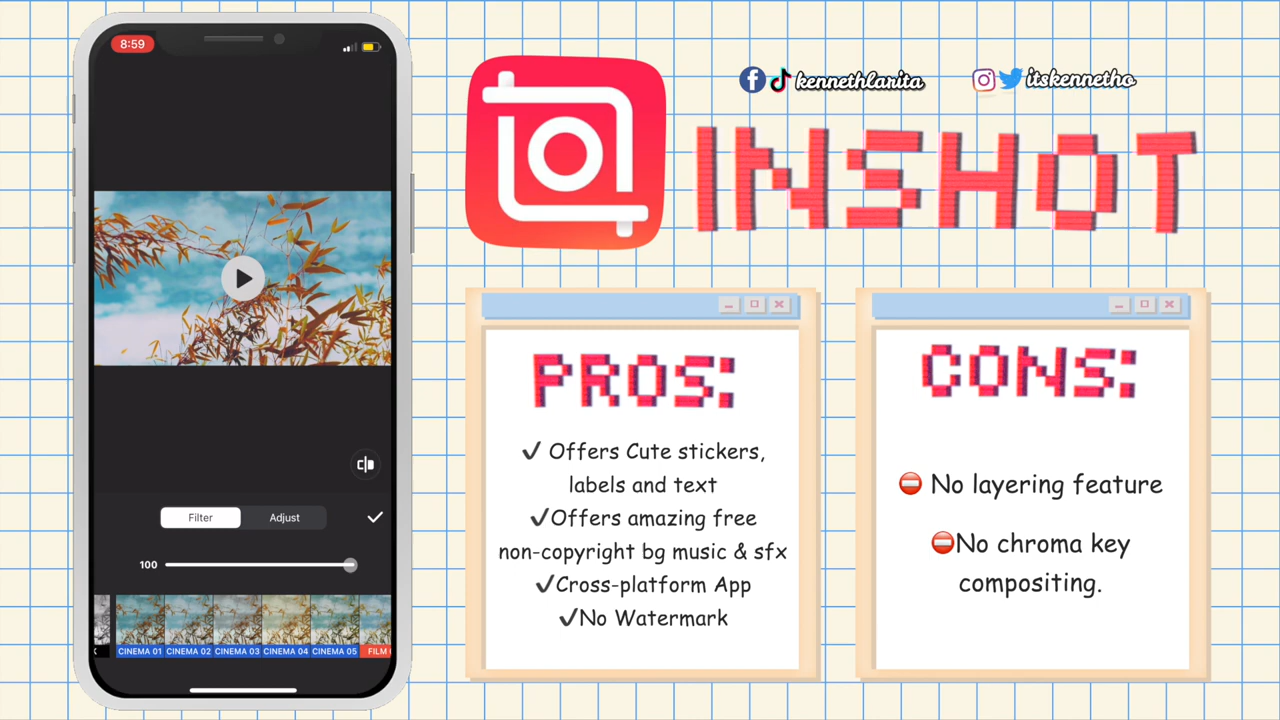 8:59
Filter
Adjust
100
CINEMA 01
CINEMA 02
CINEMA 03
CINEMA 04
CINEMA 05
FILM
kennethlarita
itskennetho
INSHOT
PROS:
✔ Offers Cute stickers,
labels and text
✔Offers amazing free
non-copyright bg music & sfx
✔Cross-platform App
✔No Watermark
CONS:
⛔ No layering feature
⛔No chroma key
compositing.